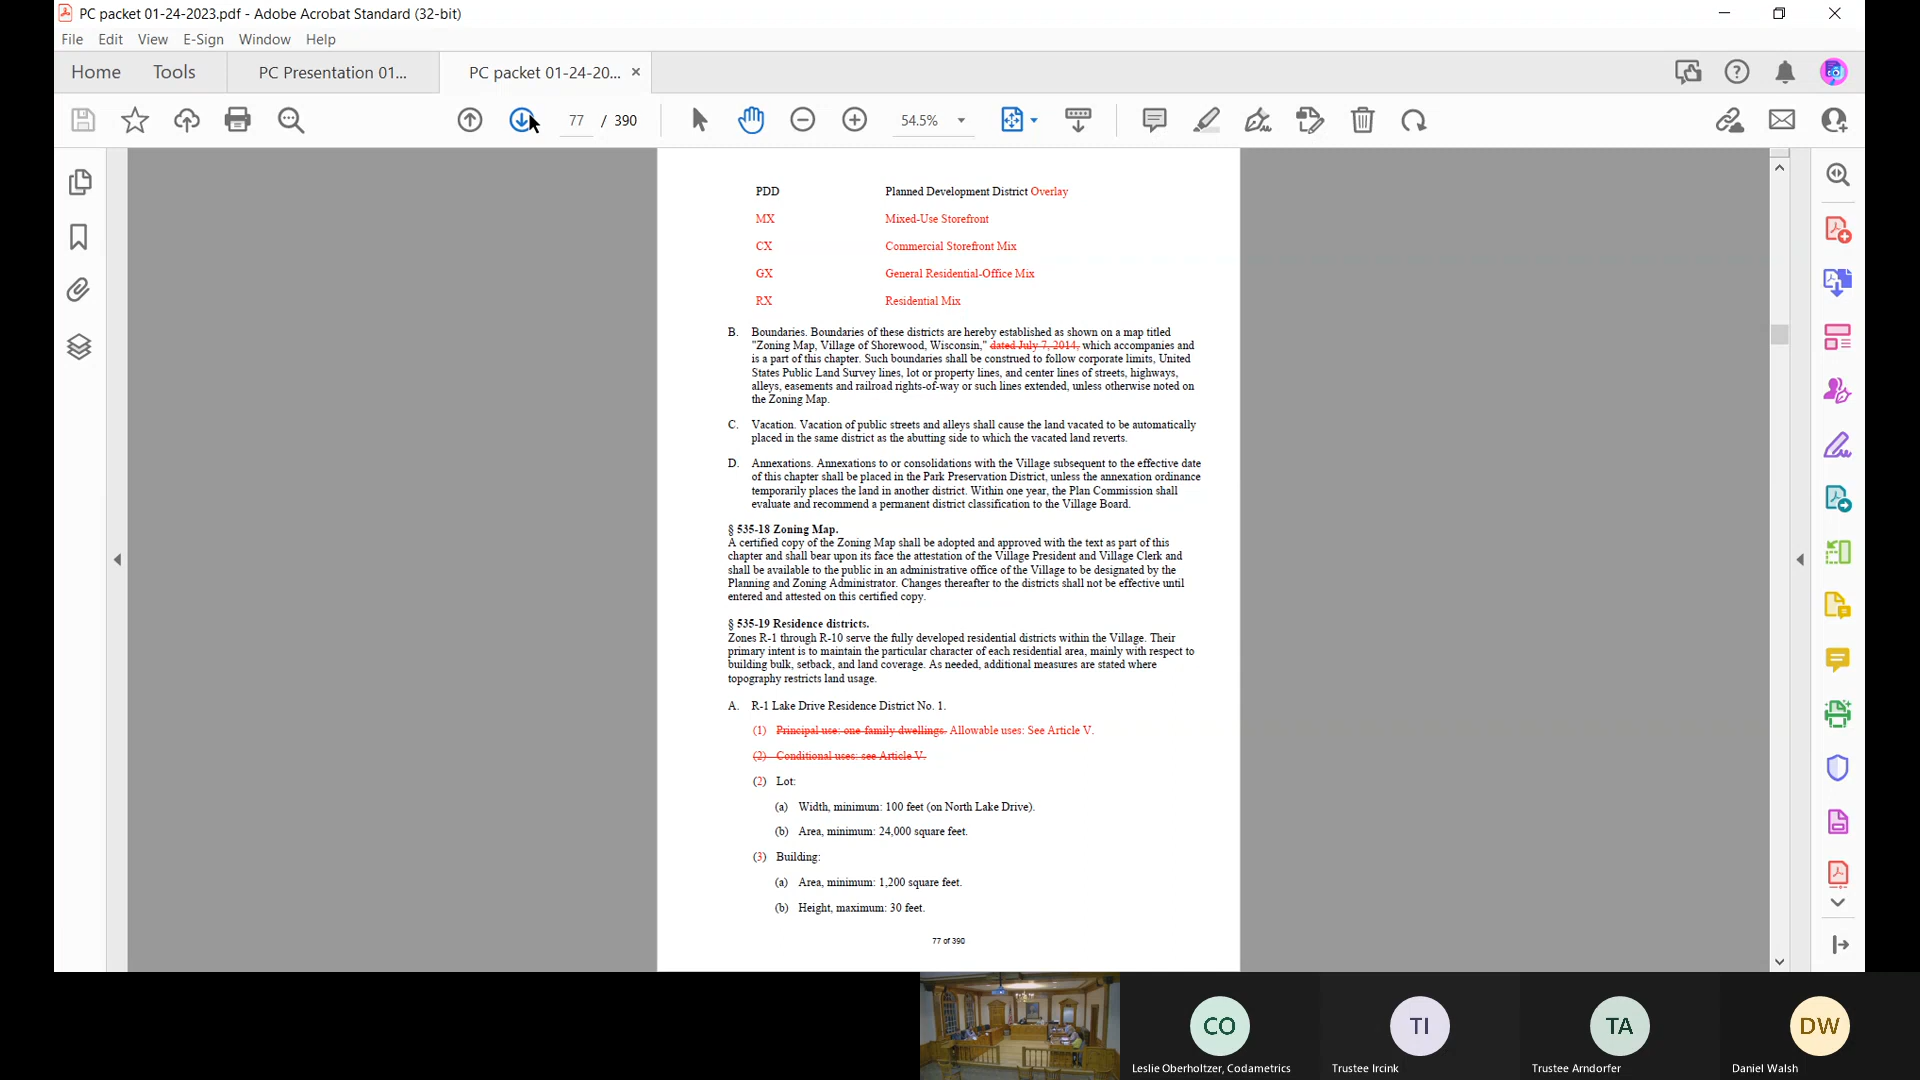 PC packet 01-24-2023.pdf - Adobe Acrobat Standard (32-bit)
File Edit View E-Sign Window Help
Home Tools PC Presentation 01... PC packet 01-24-20... ×
77 / 390 54.5%
PDD Planned Development District Overlay
MX Mixed-Use Storefront
CX Commercial Storefront Mix
GX General Residential-Office Mix
RX Residential Mix
B. Boundaries. Boundaries of these districts are hereby established as shown on a map titled
"Zoning Map, Village of Shorewood, Wisconsin," dated July 7, 2014, which accompanies and
is a part of this chapter. Such boundaries shall be construed to follow corporate limits, United
States Public Land Survey lines, lot or property lines, and center lines of streets, highways,
alleys, easements and railroad rights-of-way or such lines extended, unless otherwise noted on
the Zoning Map.
C. Vacation. Vacation of public streets and alleys shall cause the land vacated to be automatically
placed in the same district as the abutting side to which the vacated land reverts.
D. Annexations. Annexations to or consolidations with the Village subsequent to the effective date
of this chapter shall be placed in the Park Preservation District, unless the annexation ordinance
temporarily places the land in another district. Within one year, the Plan Commission shall
evaluate and recommend a permanent district classification to the Village Board.
§ 535-18 Zoning Map.
A certified copy of the Zoning Map shall be adopted and approved with the text as part of this
chapter and shall bear upon its face the attestation of the Village President and Village Clerk and
shall be available to the public in an administrative office of the Village to be designated by the
Planning and Zoning Administrator. Changes thereafter to the districts shall not be effective until
entered and attested on this certified copy.
§ 535-19 Residence districts.
Zones R-1 through R-10 serve the fully developed residential districts within the Village. Their
primary intent is to maintain the particular character of each residential area, mainly with respect to
building bulk, setback, and land coverage. As needed, additional measures are stated where
topography restricts land usage.
A. R-1 Lake Drive Residence District No. 1.
(1) Principal use: one-family dwellings. Allowable uses: See Article V.
(2) Conditional uses: see Article V.
(2) Lot:
(a) Width, minimum: 100 feet (on North Lake Drive).
(b) Area, minimum: 24,000 square feet.
(3) Building:
(a) Area, minimum: 1,200 square feet.
(b) Height, maximum: 30 feet.
77 of 390
CO TI TA DW
Leslie Oberholtzer, Codametrics Trustee Ircink Trustee Arndorfer Daniel Walsh